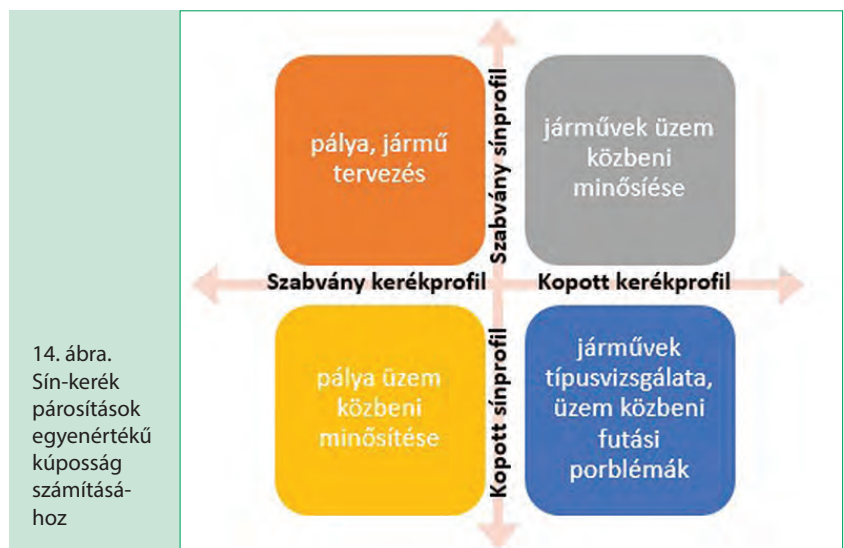 14. ábra.
Sín-kerék
párosítások
egyenértékű
kúposság
számításá-
hoz
pálya, jármű
tervezés
Szabvány sínprofil
járművek üzem
közbeni
minősíése
Szabvány kerékprofil
Kopott kerékprofil
pálya üzem
közbeni
minősítése
Kopott sínprofil
járművek
típusvizsgálata,
üzem közbeni
futási
porblémák